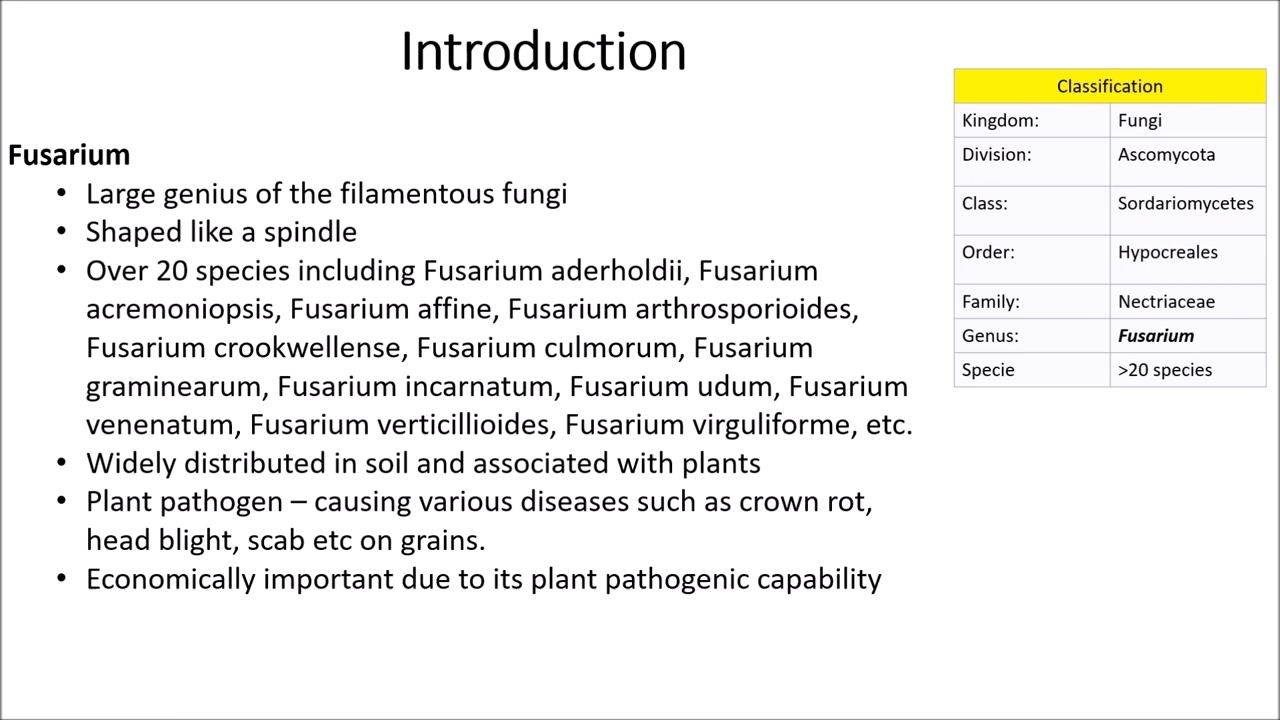 Introduction
Fusarium
• Large genius of the filamentous fungi
• Shaped like a spindle
• Over 20 species including Fusarium aderholdii, Fusarium
acremoniopsis, Fusarium affine, Fusarium arthrosporioides,
Fusarium crookwellense, Fusarium culmorum, Fusarium
graminearum, Fusarium incarnatum, Fusarium udum, Fusarium
venenatum, Fusarium verticillioides, Fusarium virguliforme, etc.
• Widely distributed in soil and associated with plants
• Plant pathogen – causing various diseases such as crown rot,
head blight, scab etc on grains.
• Economically important due to its plant pathogenic capability
Classification
Kingdom: Fungi
Division: Ascomycota
Class: Sordariomycetes
Order: Hypocreales
Family: Nectriaceae
Genus: Fusarium
Specie >20 species